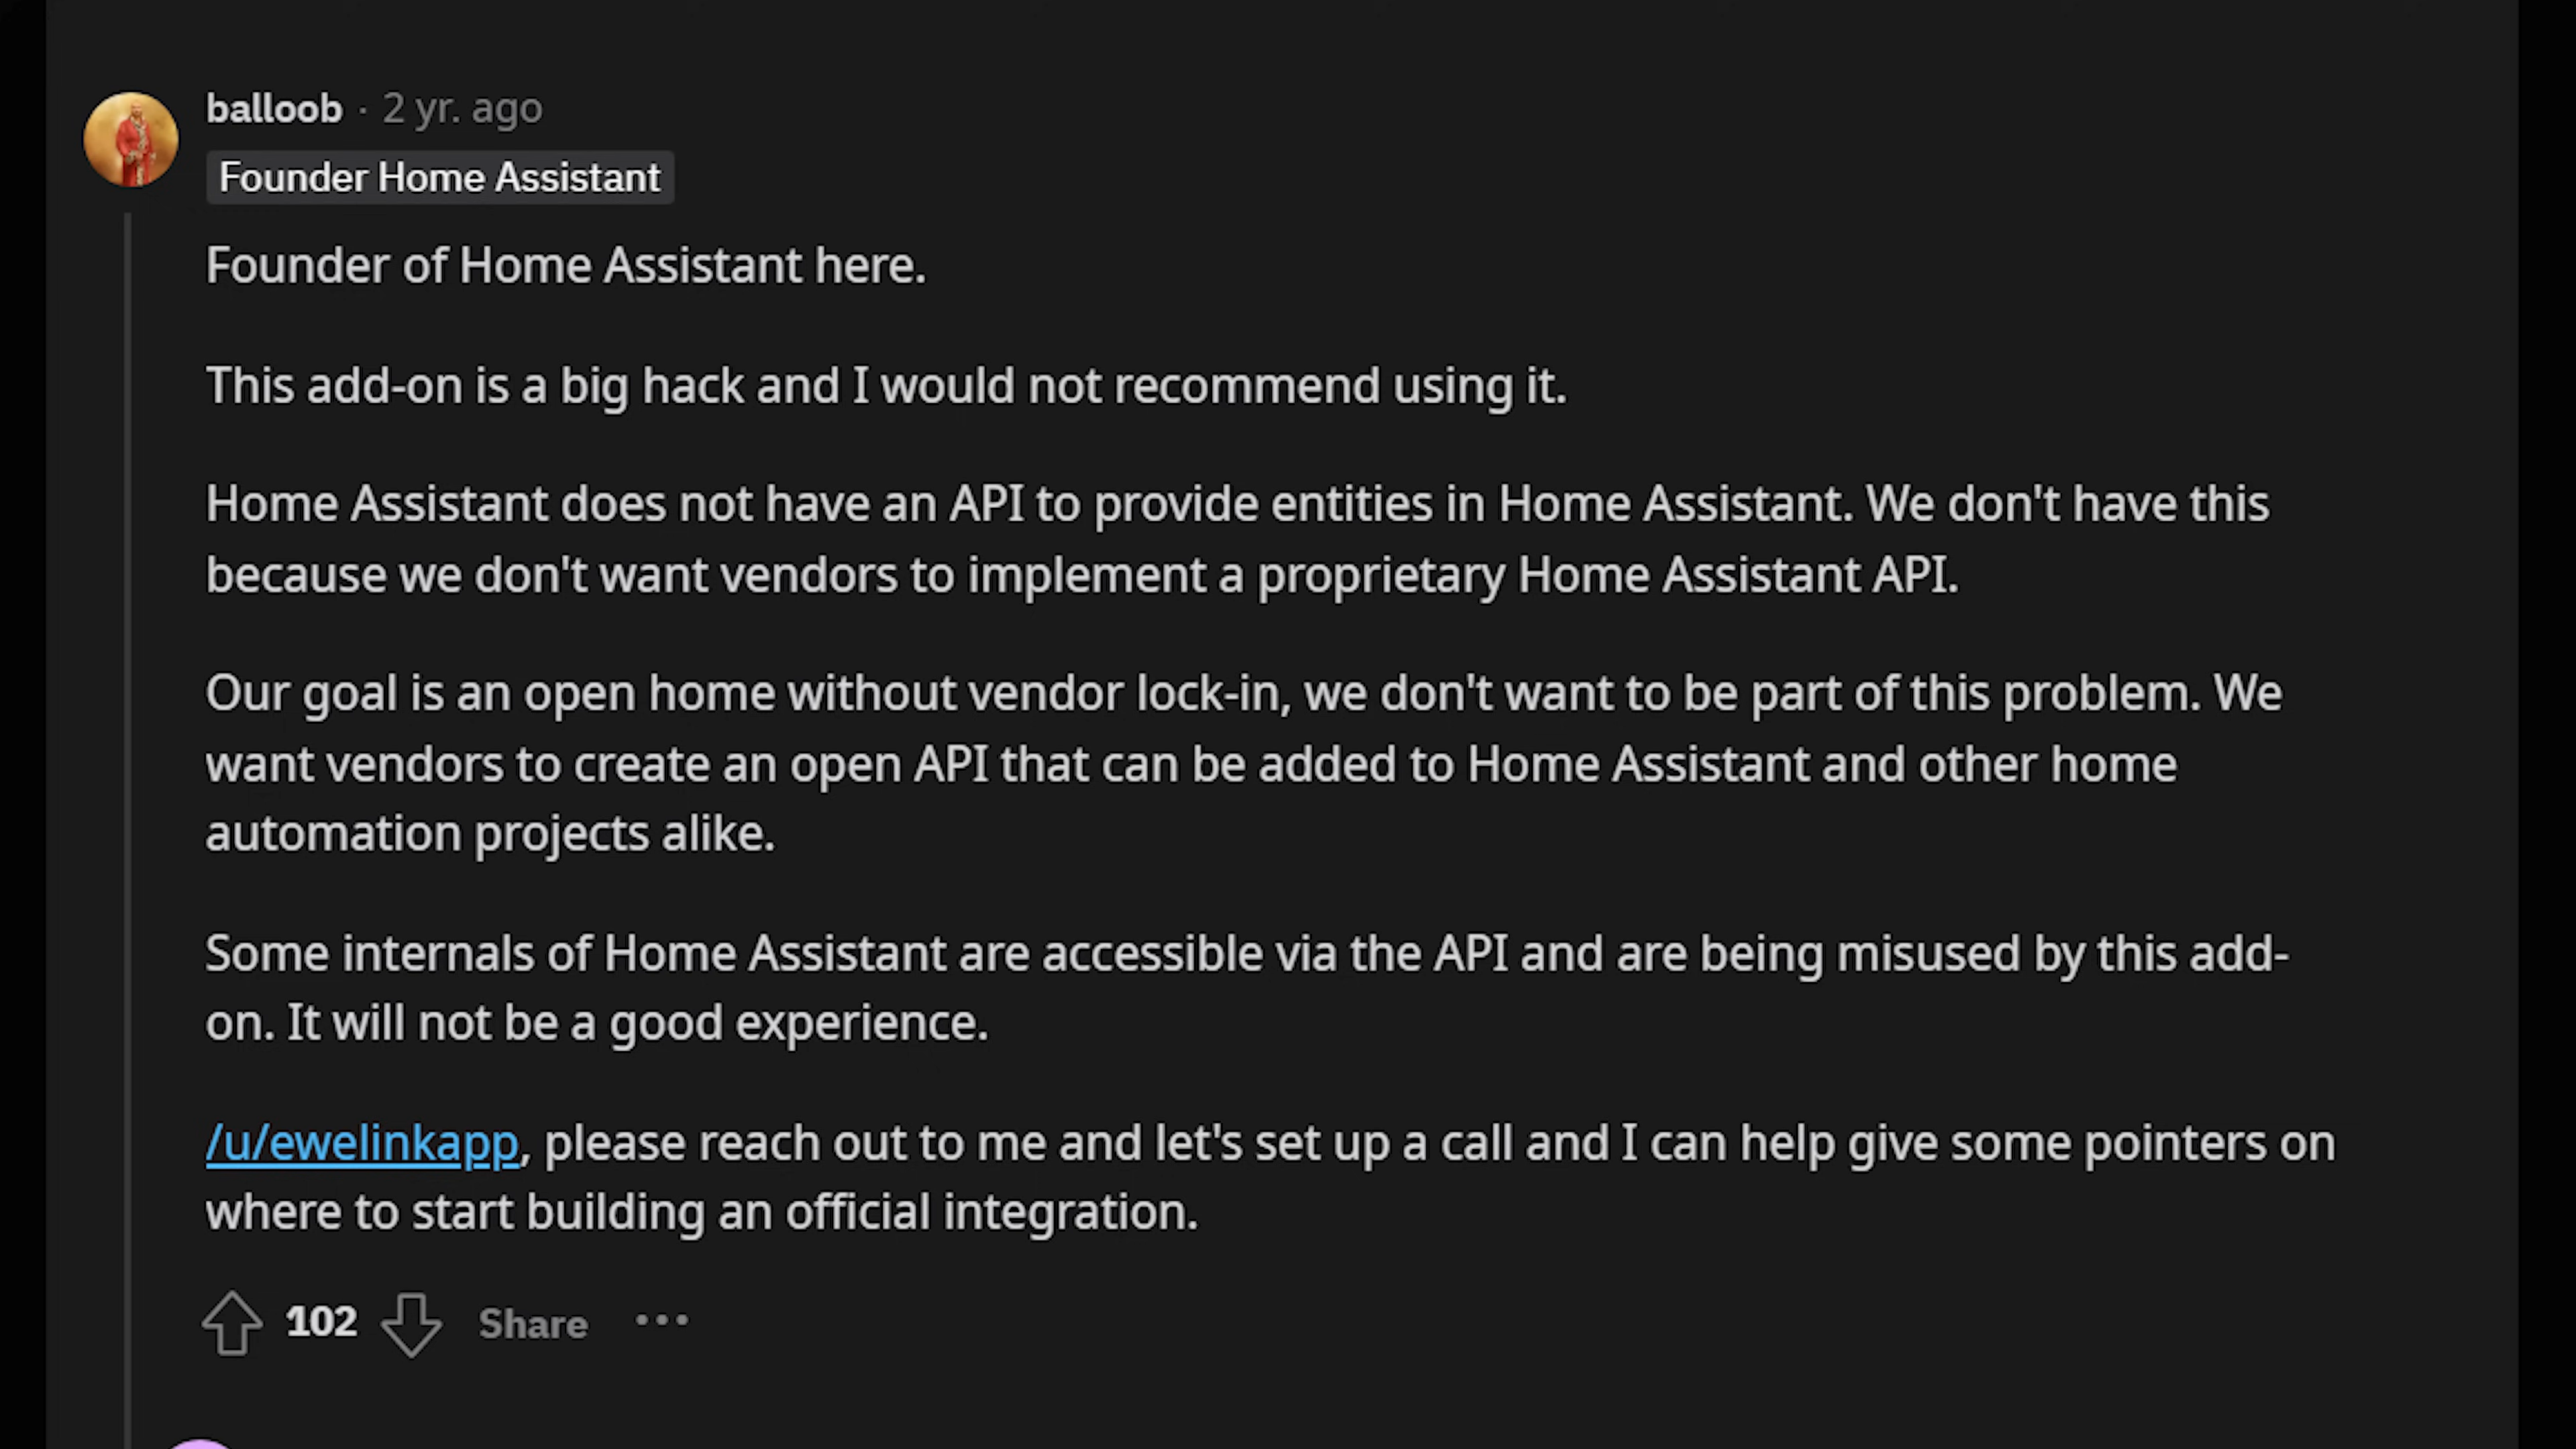 balloob · 2 yr. ago
Founder Home Assistant
Founder of Home Assistant here.
This add-on is a big hack and I would not recommend using it.
Home Assistant does not have an API to provide entities in Home Assistant. We don't have this
because we don't want vendors to implement a proprietary Home Assistant API.
Our goal is an open home without vendor lock-in, we don't want to be part of this problem. We
want vendors to create an open API that can be added to Home Assistant and other home
automation projects alike.
Some internals of Home Assistant are accessible via the API and are being misused by this add-
on. It will not be a good experience.
/u/ewelinkapp, please reach out to me and let's set up a call and I can help give some pointers on
where to start building an official integration.
102 Share ···